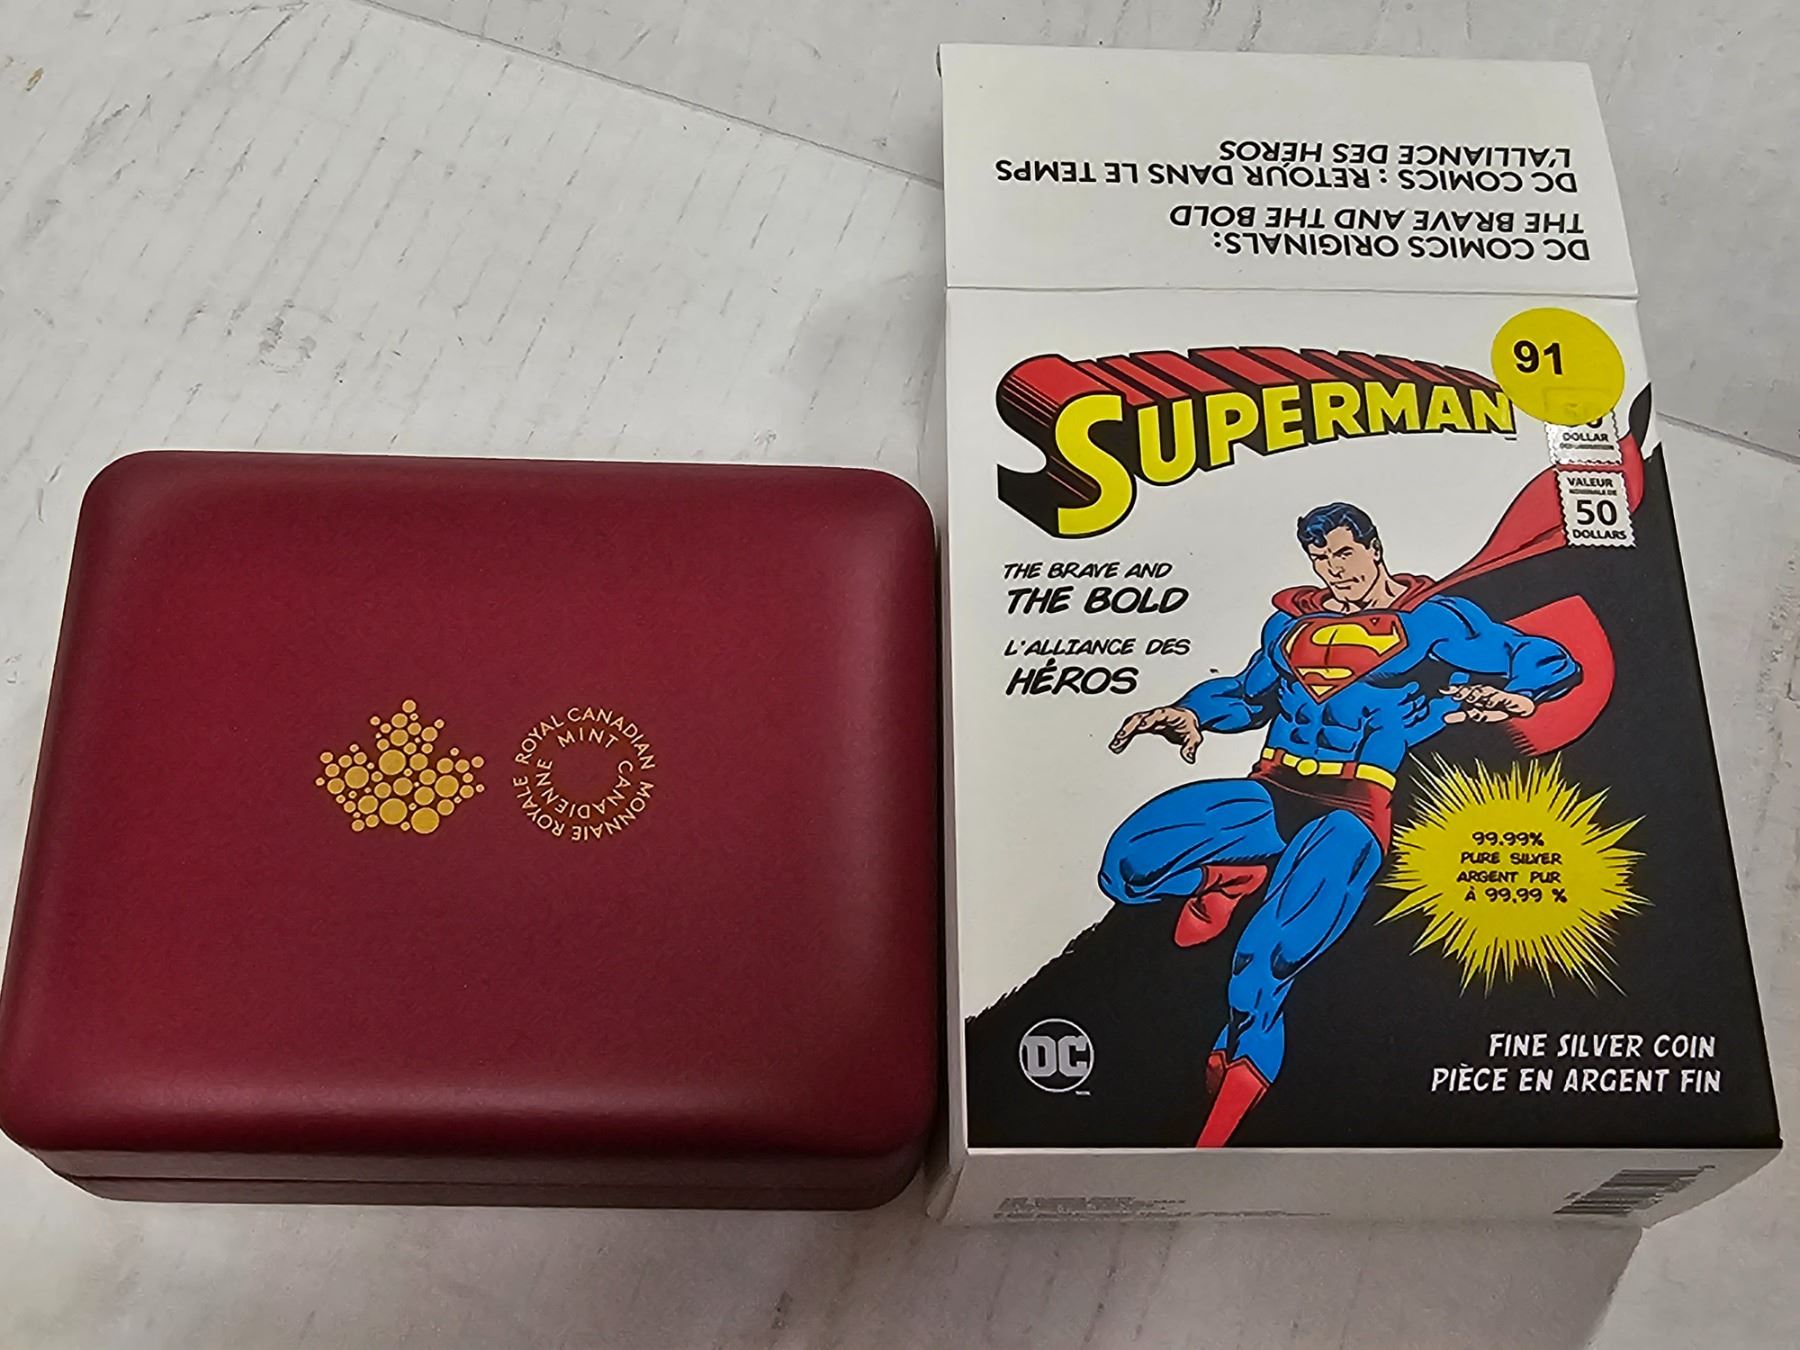 DC COMICS ORIGINALS:
THE BRAVE AND THE BOLD
DC COMICS : RETOUR DANS LE TEMPS
L'ALLIANCE DES HÉROS
SUPERMAN
91
DOLLAR
VALEUR
NOMINALE DE
50
DOLLARS
THE BRAVE AND
THE BOLD
L'ALLIANCE DES
HÉROS
99.99%
PURE SILVER
ARGENT PUR
À 99,99 %
DC
FINE SILVER COIN
PIÈCE EN ARGENT FIN
ROYAL CANADIAN MINT
MONNAIE ROYALE CANADIENNE